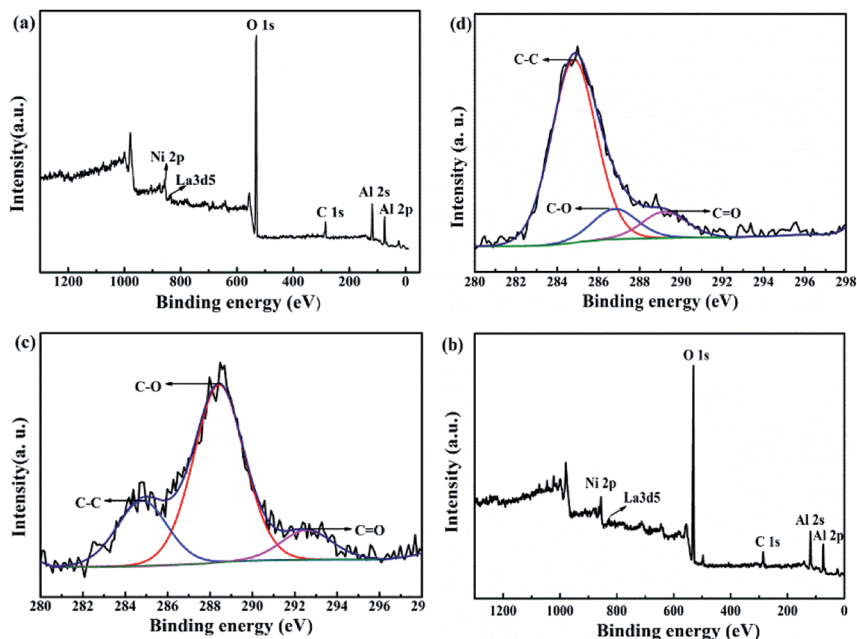 (a)
O 1s
Ni 2p
La3d5
C 1s
Al 2s
Al 2p
Intensity(a.u.)
1200 1000 800 600 400 200 0
Binding energy (eV)
(d)
C-C
C-O
C=O
Intensity (a. u.)
280 282 284 286 288 290 292 294 296 298
Binding energy (eV)
(c)
C-O
C-C
C=O
Intensity(a. u.)
280 282 284 286 288 290 292 294 296 29
Binding energy (eV)
(b)
O 1s
Ni 2p
La3d5
C 1s
Al 2s
Al 2p
Intensity (a.u.)
1200 1000 800 600 400 200 0
Binding energy (eV)